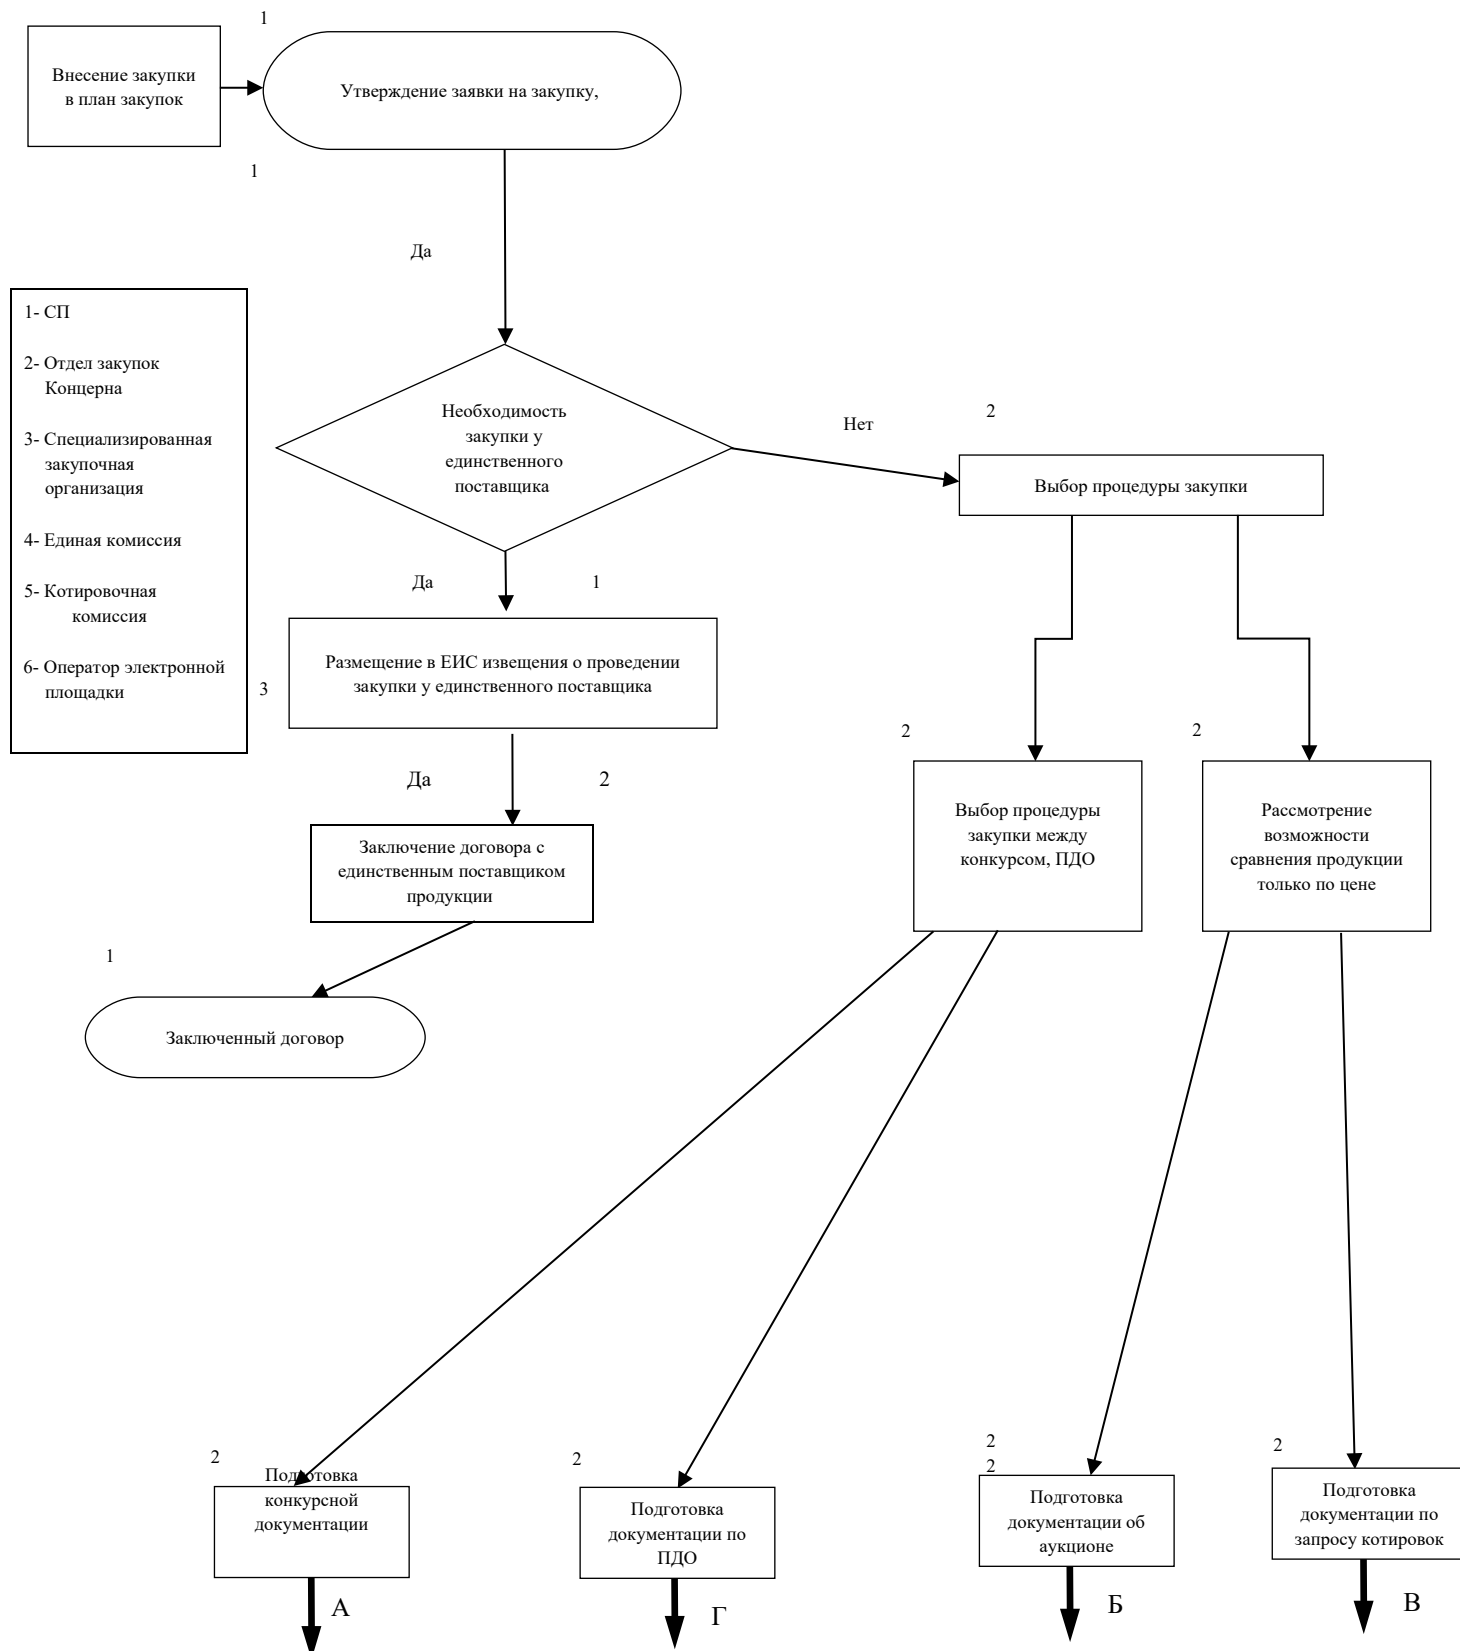 1
Внесение закупки
в план закупок
Утверждение заявки на закупку,
1
Да
1- СП
2- Отдел закупок
Концерна
3- Специализированная
закупочная
организация
4- Единая комиссия
5- Котировочная
комиссия
6- Оператор электронной
площадки
Необходимость
закупки у
единственного
поставщика
Нет
2
Выбор процедуры закупки
Да
1
Размещение в ЕИС извещения о проведении
закупки у единственного поставщика
3
Да
2
Заключение договора с
единственным поставщиком
продукции
1
Заключенный договор
2
Выбор процедуры
закупки между
конкурсом, ПДО
2
Рассмотрение
возможности
сравнения продукции
только по цене
2
Подготовка
конкурсной
документации
А
2
Подготовка
документации по
ПДО
Г
2
2
Подготовка
документации об
аукционе
Б
2
Подготовка
документации по
запросу котировок
В